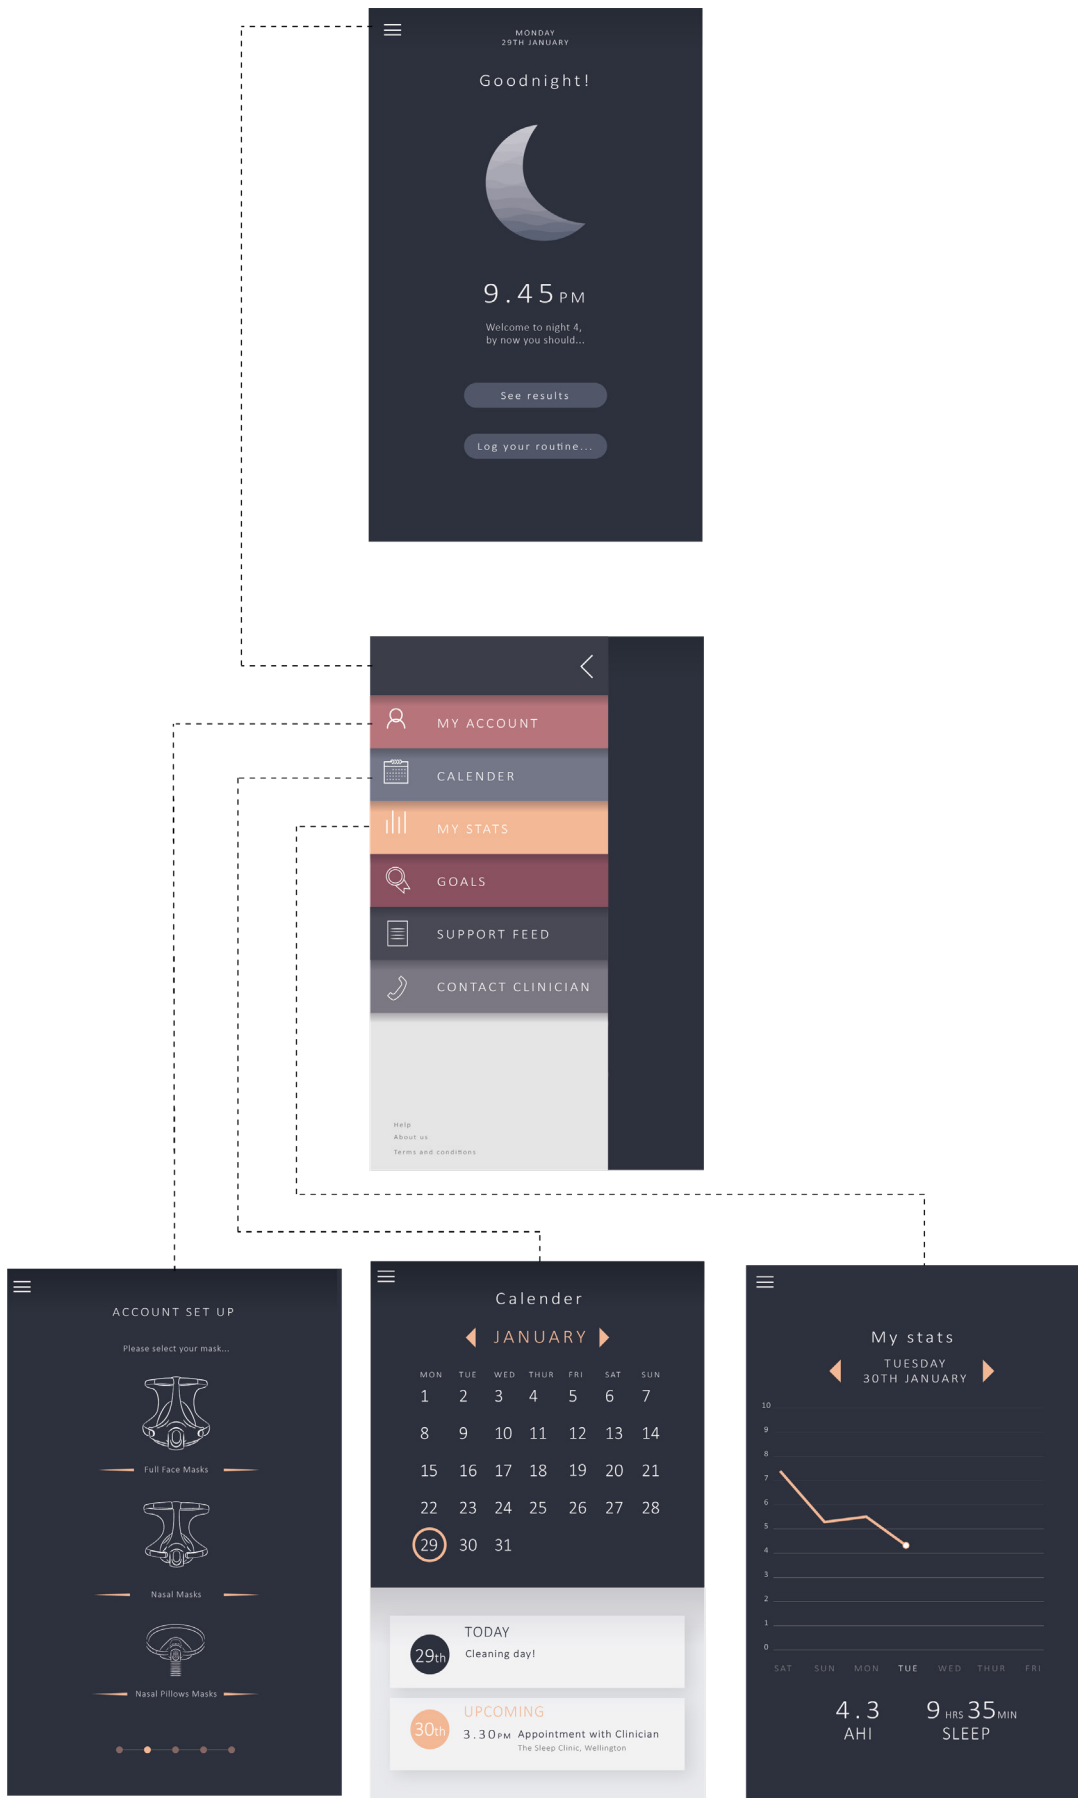 MONDAY
29TH JANUARY
Goodnight!
9.45PM
Welcome to night 4,
by now you should...
See results
Log your routine...
MY ACCOUNT
CALENDER
MY STATS
GOALS
SUPPORT FEED
CONTACT CLINICIAN
Help
About us
Terms and conditions
ACCOUNT SET UP
Please select your mask...
Full Face Masks
Nasal Masks
Nasal Pillows Masks
Calender
JANUARY
MON TUE WED THUR FRI SAT SUN
1 2 3 4 5 6 7
8 9 10 11 12 13 14
15 16 17 18 19 20 21
22 23 24 25 26 27 28
29 30 31
TODAY
29th Cleaning day!
UPCOMING
30th 3.30PM Appointment with Clinician
The Sleep Clinic, Wellington
My stats
TUESDAY
30TH JANUARY
10
9
8
7
6
5
4
3
2
1
0
SAT SUN MON TUE WED THUR FRI
4.3 9 HRS 35MIN
AHI SLEEP